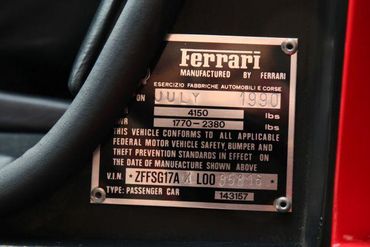 Ferrari
MANUFACTURED BY FERRARI
ESERCIZIO FABBRICHE AUTOMOBILI E CORSE
ON JULY 1990
4150 lbs
WR 1770-2380 lbs
THIS VEHICLE CONFORMS TO ALL APPLICABLE
FEDERAL MOTOR VEHICLE SAFETY, BUMPER AND
THEFT PREVENTION STANDARDS IN EFFECT ON
THE DATE OF MANUFACTURE SHOWN ABOVE
V.I.N. ZFFSG17A L00
TYPE: PASSENGER CAR 143157